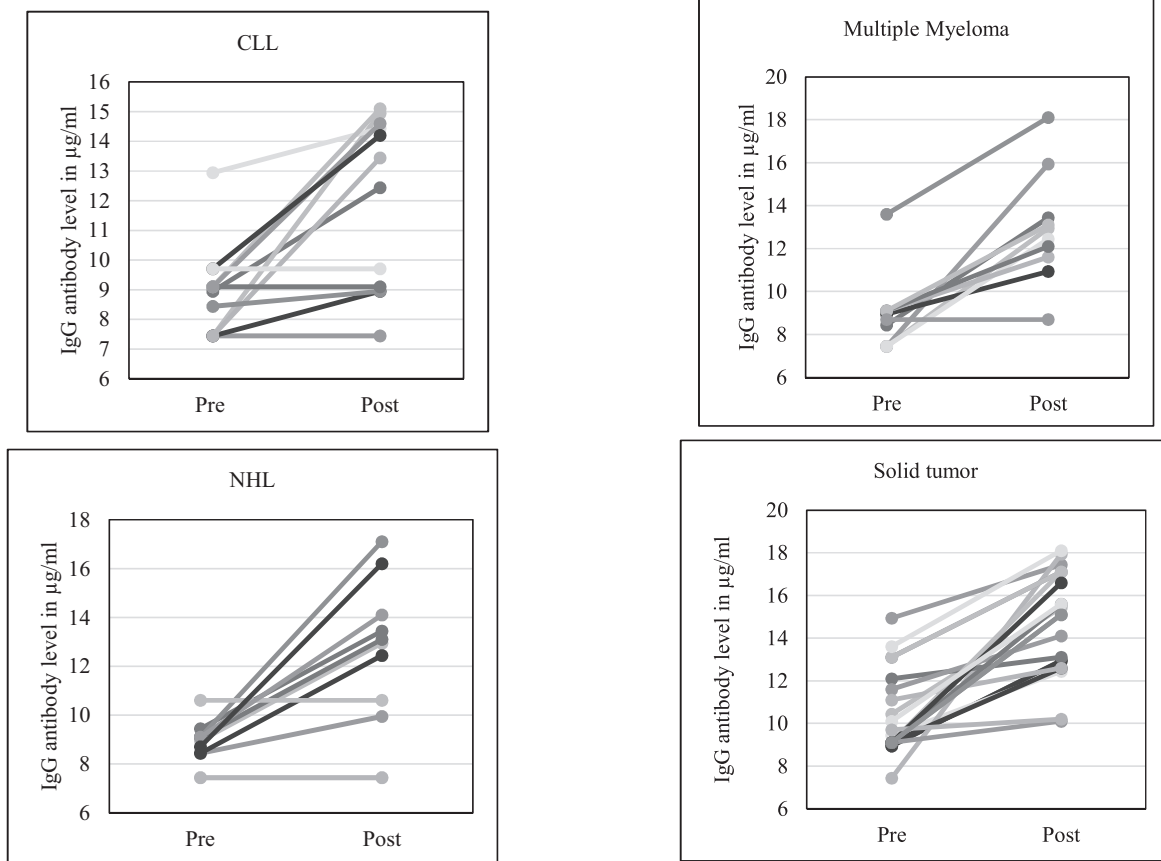 CLL
IgG antibody level in µg/ml
16
15
14
13
12
11
10
9
8
7
6
Pre Post
Multiple Myeloma
IgG antibody level in µg/ml
20
18
16
14
12
10
8
6
Pre Post
NHL
IgG antibody level in µg/ml
18
16
14
12
10
8
6
Pre Post
Solid tumor
IgG antibody level in µg/ml
20
18
16
14
12
10
8
6
Pre Post